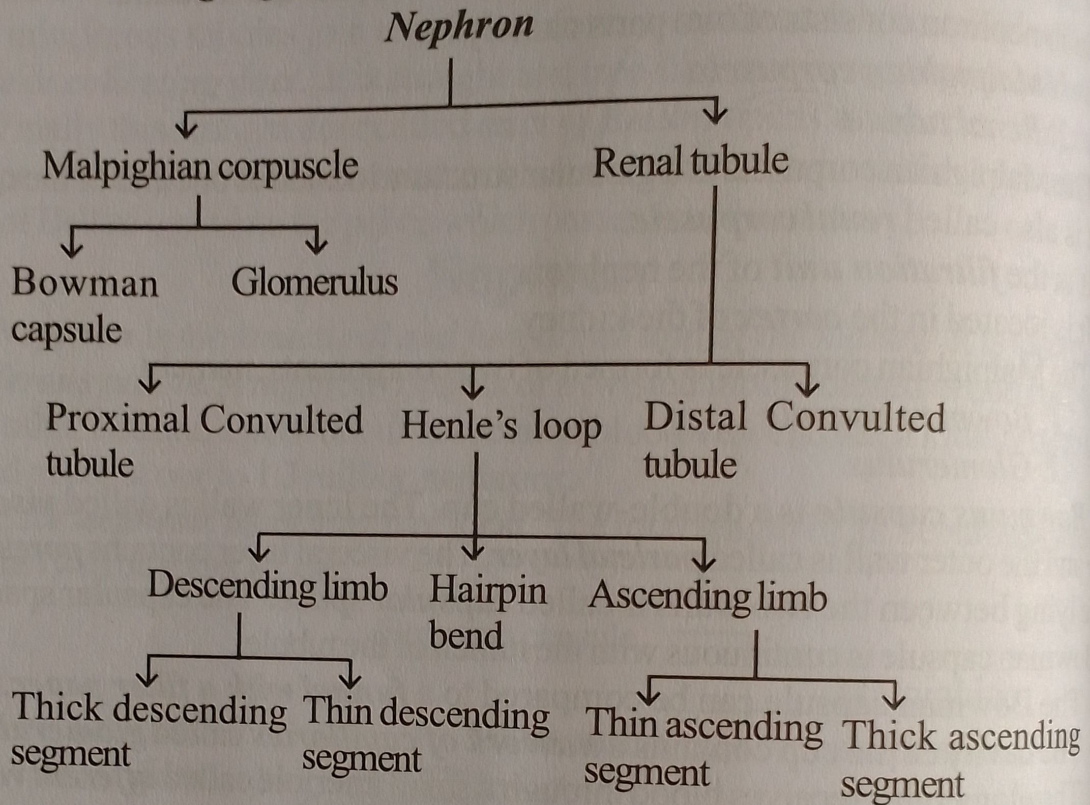 Nephron
Malpighian corpuscle
Renal tubule
Bowman
capsule
Glomerulus
Proximal Convulted
tubule
Henle's loop
Distal Convulted
tubule
Descending limb
Hairpin
bend
Ascending limb
Thick descending
segment
Thin descending
segment
Thin ascending
segment
Thick ascending
segment